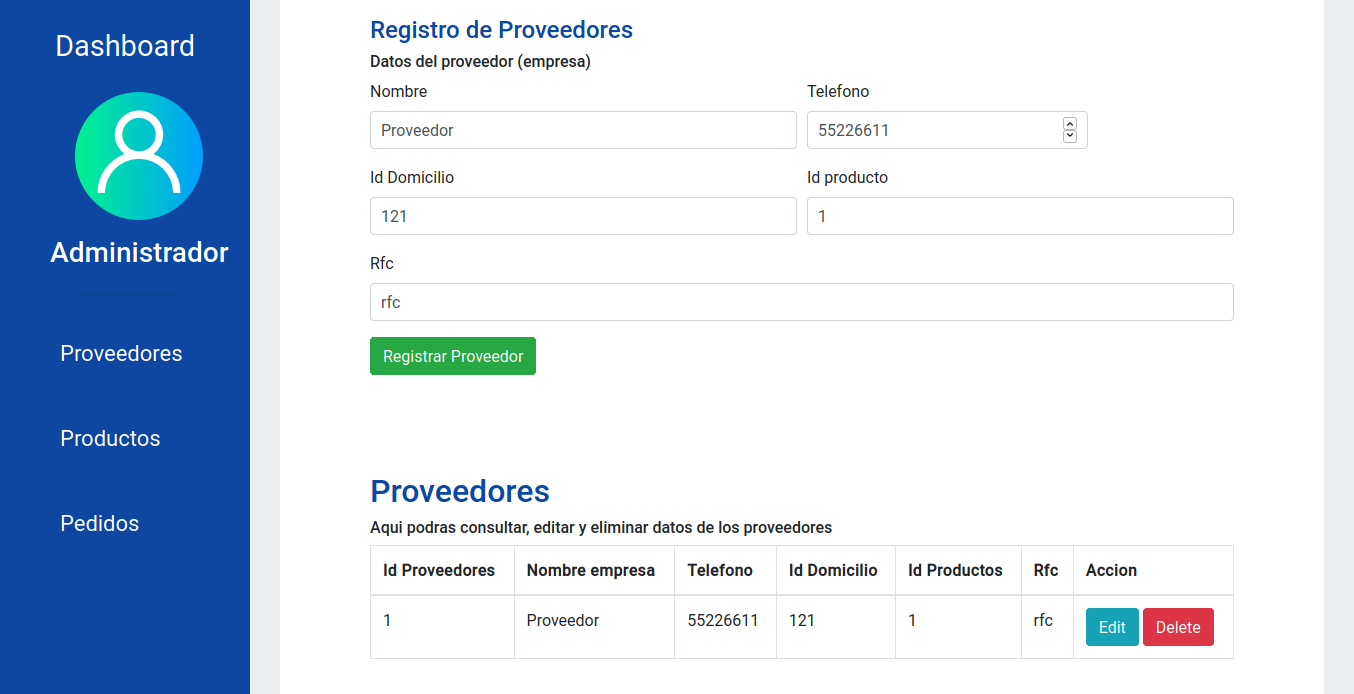 Dashboard
Administrador
Proveedores
Productos
Pedidos
Registro de Proveedores
Datos del proveedor (empresa)
Nombre Telefono
Proveedor 55226611
Id Domicilio Id producto
121 1
Rfc
rfc
Registrar Proveedor
Proveedores
Aqui podras consultar, editar y eliminar datos de los proveedores
Id Proveedores Nombre empresa Telefono Id Domicilio Id Productos Rfc Accion
1 Proveedor 55226611 121 1 rfc Edit Delete